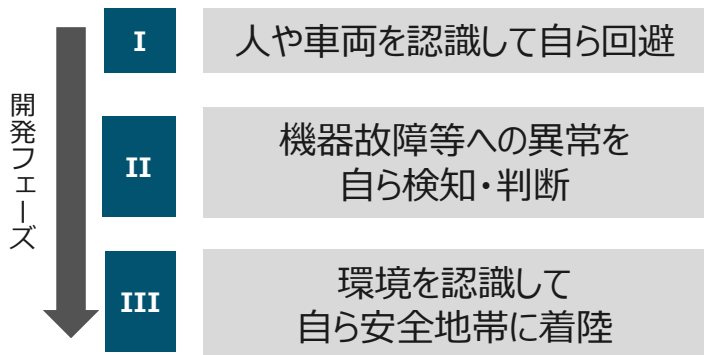 開発フェーズ
I
人や車両を認識して自ら回避
II
機器故障等への異常を
自ら検知・判断
III
環境を認識して
自ら安全地帯に着陸